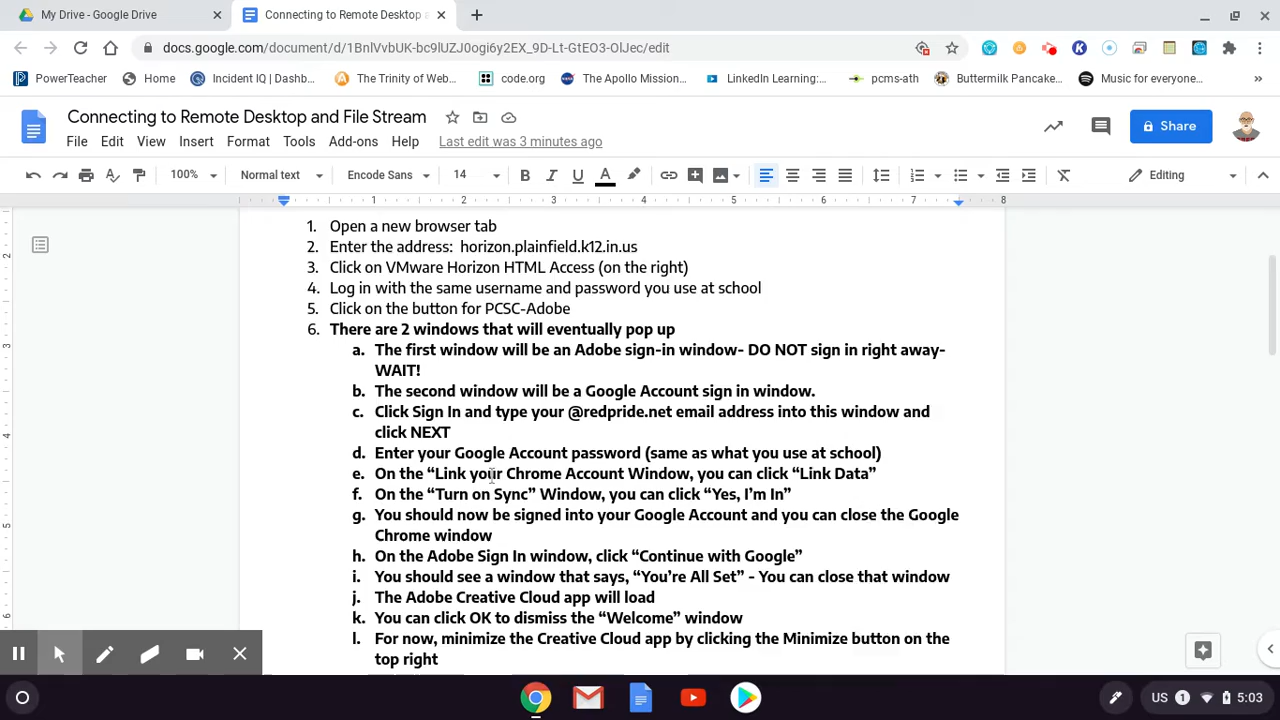 My Drive - Google Drive
Connecting to Remote Desktop a
docs.google.com/document/d/1BnlVvbUK-bc9lUZJ0ogi6y2EX_9D-Lt-GtEO3-OlJec/edit
PowerTeacher
Home
Incident IQ | Dashb...
The Trinity of Web...
code.org
The Apollo Mission...
LinkedIn Learning:...
pcms-ath
Buttermilk Pancake...
Music for everyone...
Connecting to Remote Desktop and File Stream
File Edit View Insert Format Tools Add-ons Help Last edit was 3 minutes ago
Share
100% Normal text Encode Sans 14 B I U A Editing
1 2 3 4 5 6 7 8
2
3
4
5
6
1. Open a new browser tab
2. Enter the address:  horizon.plainfield.k12.in.us
3. Click on VMware Horizon HTML Access (on the right)
4. Log in with the same username and password you use at school
5. Click on the button for PCSC-Adobe
6. There are 2 windows that will eventually pop up
a. The first window will be an Adobe sign-in window- DO NOT sign in right away-
WAIT!
b. The second window will be a Google Account sign in window.
c. Click Sign In and type your @redpride.net email address into this window and
click NEXT
d. Enter your Google Account password (same as what you use at school)
e. On the “Link your Chrome Account Window, you can click “Link Data”
f. On the “Turn on Sync” Window, you can click “Yes, I’m In”
g. You should now be signed into your Google Account and you can close the Google
Chrome window
h. On the Adobe Sign In window, click “Continue with Google”
i. You should see a window that says, “You’re All Set” - You can close that window
j. The Adobe Creative Cloud app will load
k. You can click OK to dismiss the “Welcome” window
l. For now, minimize the Creative Cloud app by clicking the Minimize button on the
top right
US 1 5:03